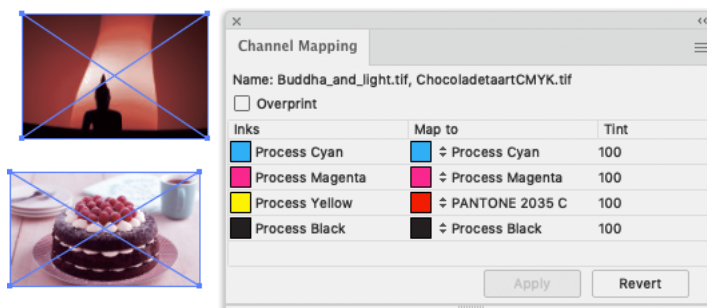 Channel Mapping
Name: Buddha_and_light.tif, ChocoladetaartCMYK.tif
Overprint
Inks Map to Tint
Process Cyan Process Cyan 100
Process Magenta Process Magenta 100
Process Yellow PANTONE 2035 C 100
Process Black Process Black 100
Apply Revert